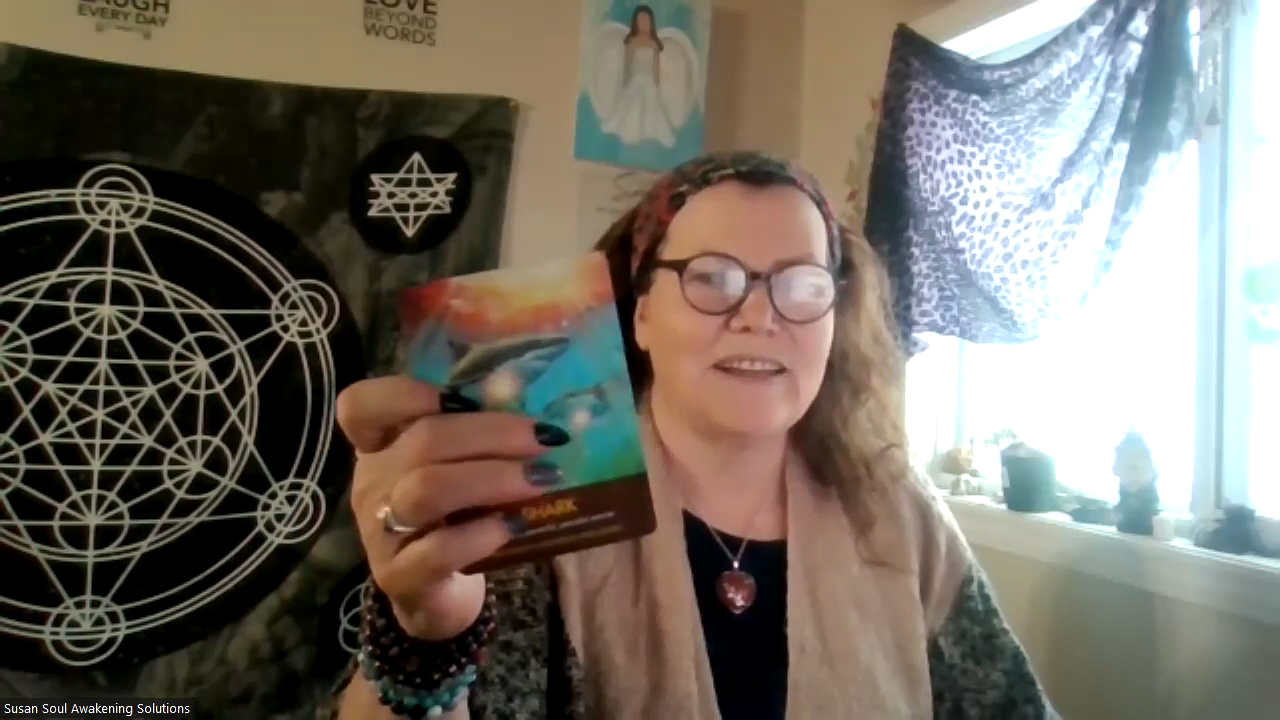 LAUGH
EVERY DAY
LOVE
BEYOND
WORDS
SHARK
Susan Soul Awakening Solutions